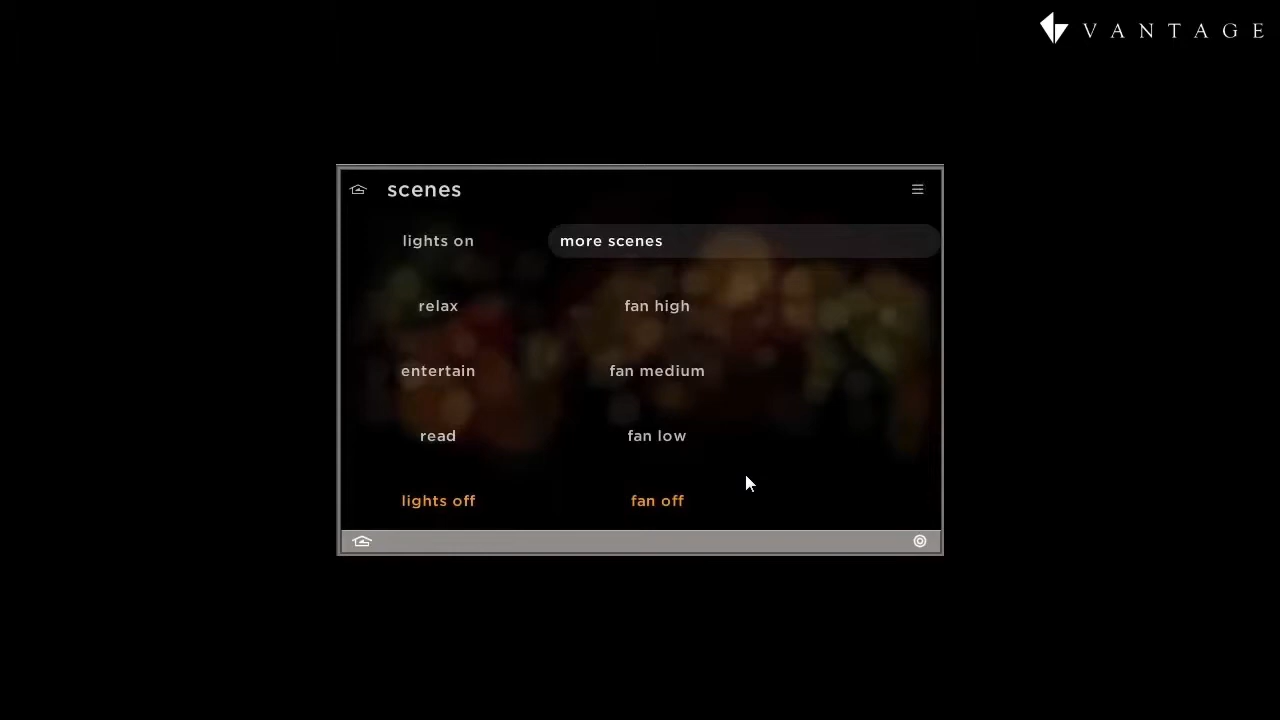 VANTAGE
scenes
lights on
more scenes
relax
fan high
entertain
fan medium
read
fan low
lights off
fan off